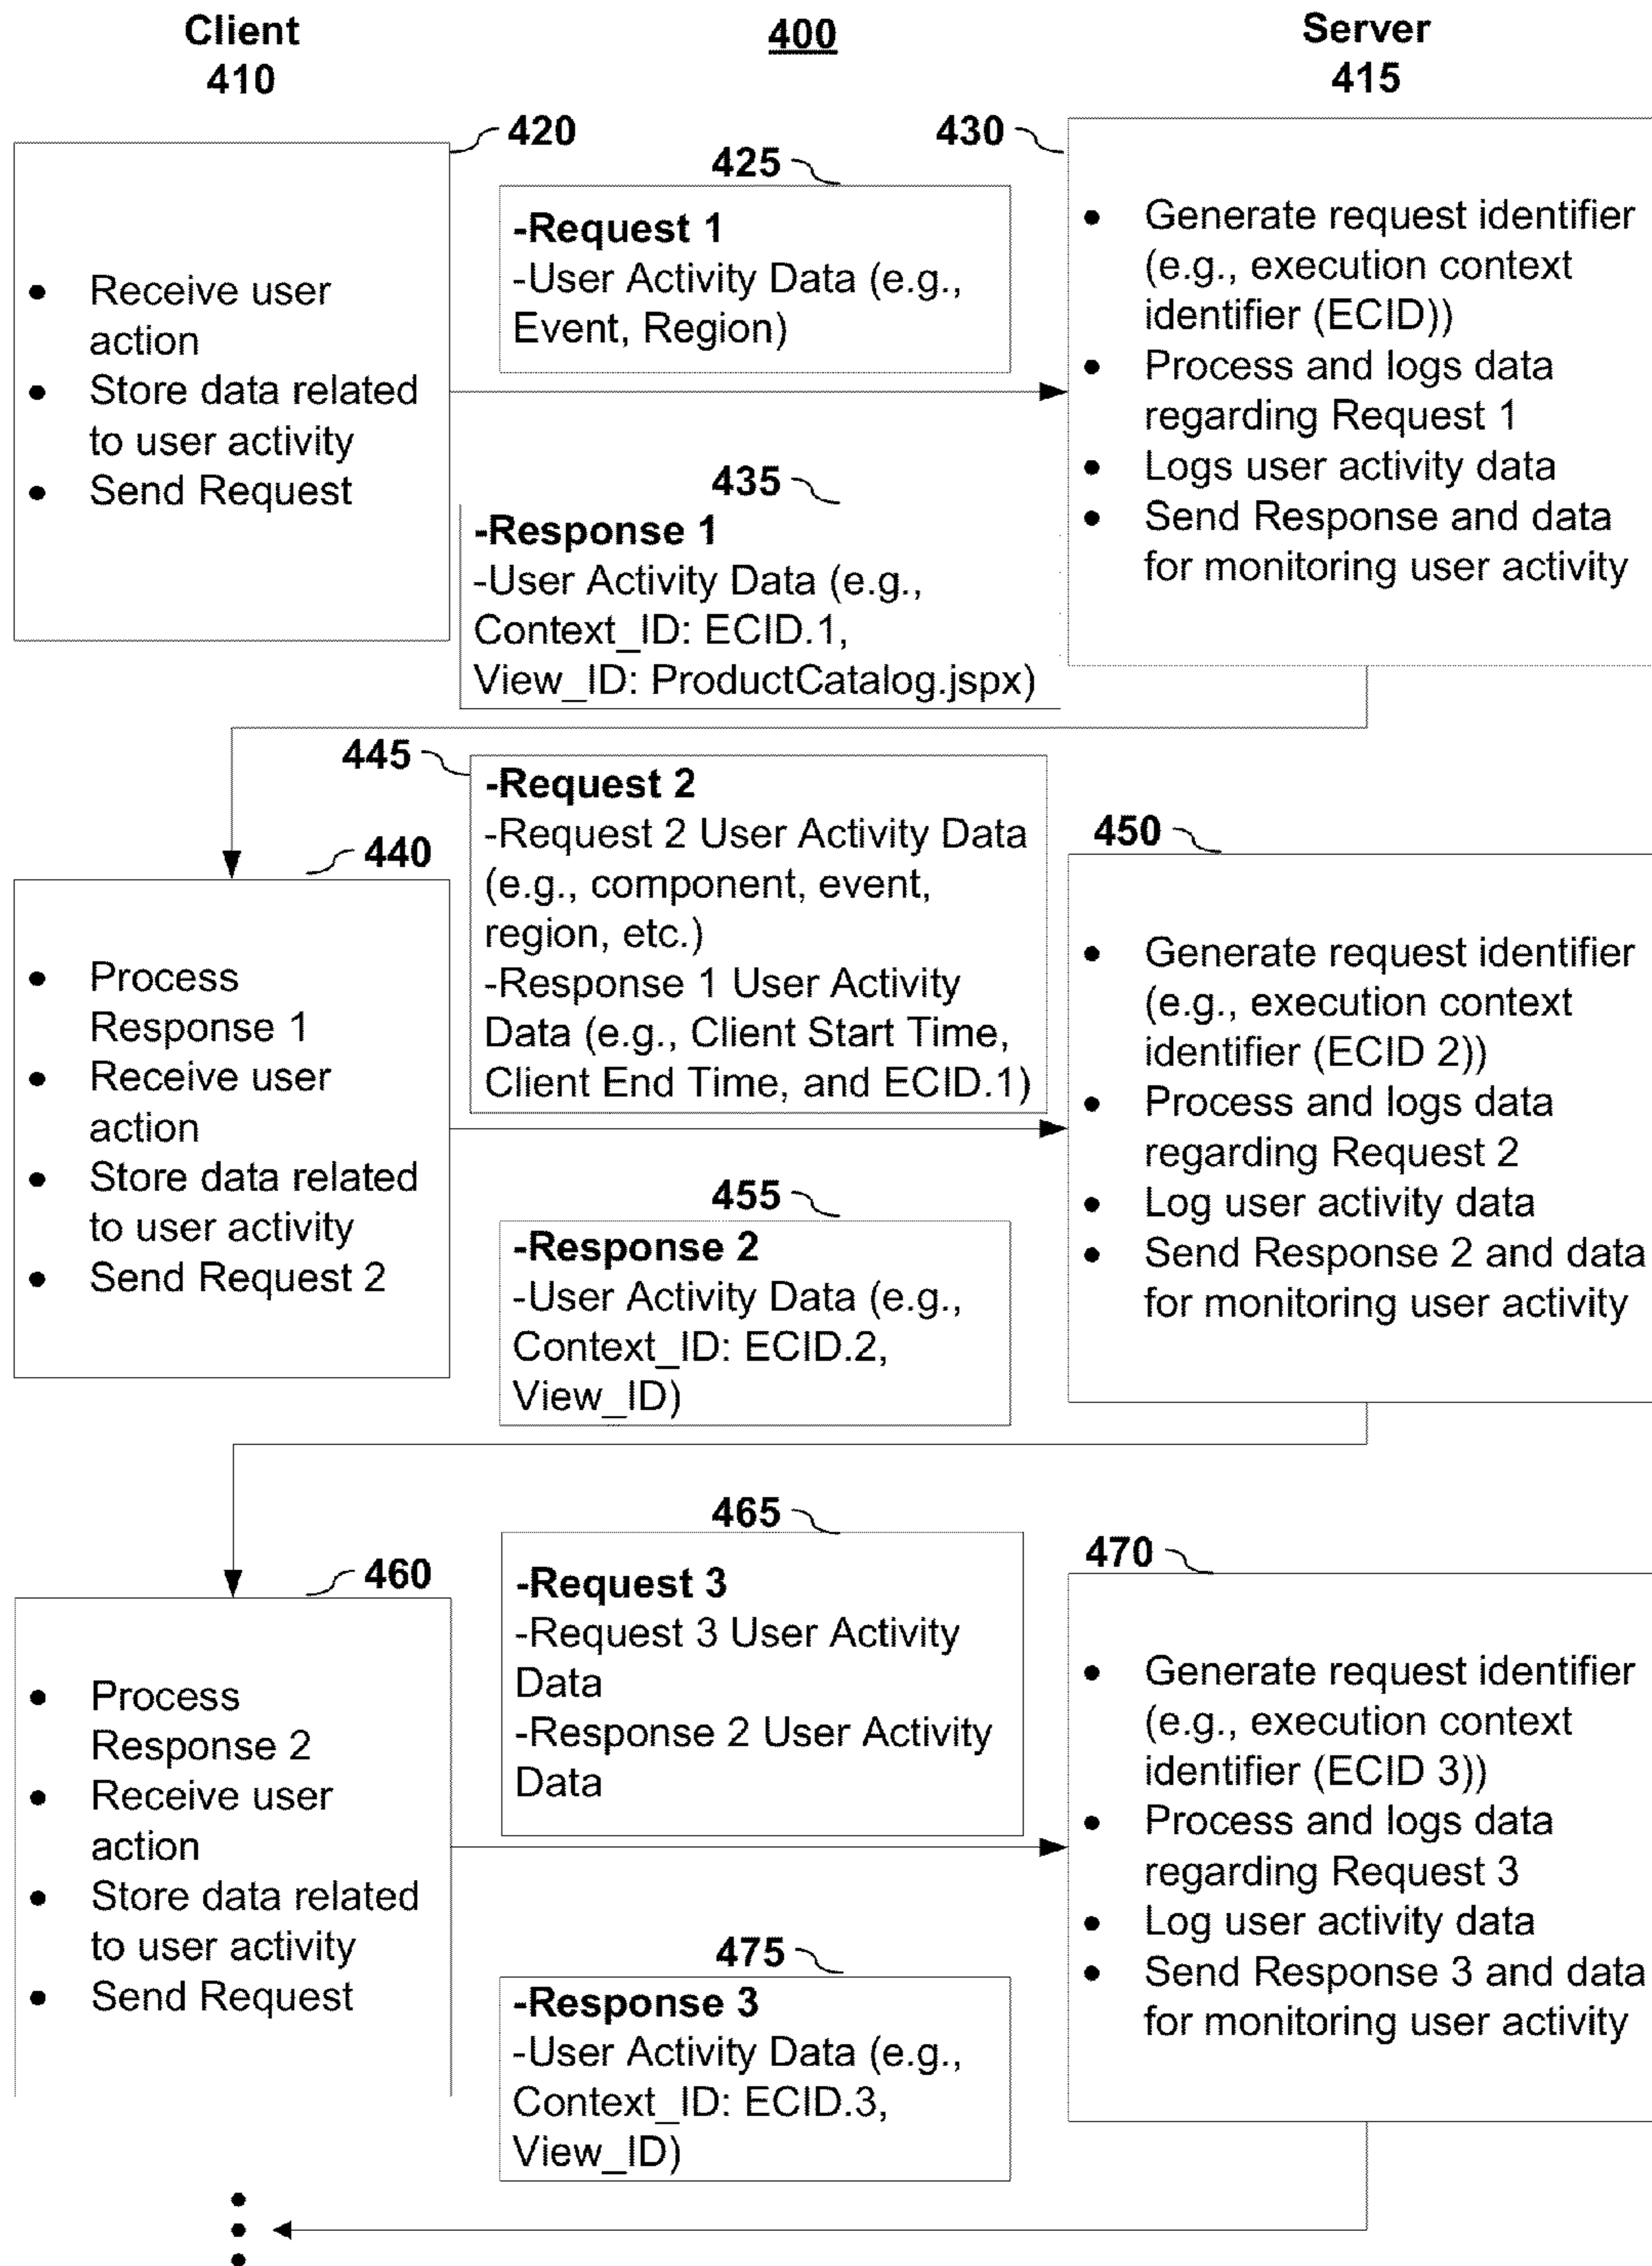 Client
410
400
Server
415
420
• Receive user
action
• Store data related
to user activity
• Send Request
425
-Request 1
-User Activity Data (e.g.,
Event, Region)
430
• Generate request identifier
(e.g., execution context
identifier (ECID))
• Process and logs data
regarding Request 1
• Logs user activity data
• Send Response and data
for monitoring user activity
435
-Response 1
-User Activity Data (e.g.,
Context_ID: ECID.1,
View_ID: ProductCatalog.jspx)
440
• Process
Response 1
• Receive user
action
• Store data related
to user activity
• Send Request 2
445
-Request 2
-Request 2 User Activity Data
(e.g., component, event,
region, etc.)
-Response 1 User Activity
Data (e.g., Client Start Time,
Client End Time, and ECID.1)
450
• Generate request identifier
(e.g., execution context
identifier (ECID 2))
• Process and logs data
regarding Request 2
• Log user activity data
• Send Response 2 and data
for monitoring user activity
455
-Response 2
-User Activity Data (e.g.,
Context_ID: ECID.2,
View_ID)
460
• Process
Response 2
• Receive user
action
• Store data related
to user activity
• Send Request
465
-Request 3
-Request 3 User Activity
Data
-Response 2 User Activity
Data
470
• Generate request identifier
(e.g., execution context
identifier (ECID 3))
• Process and logs data
regarding Request 3
• Log user activity data
• Send Response 3 and data
for monitoring user activity
475
-Response 3
-User Activity Data (e.g.,
Context_ID: ECID.3,
View_ID)